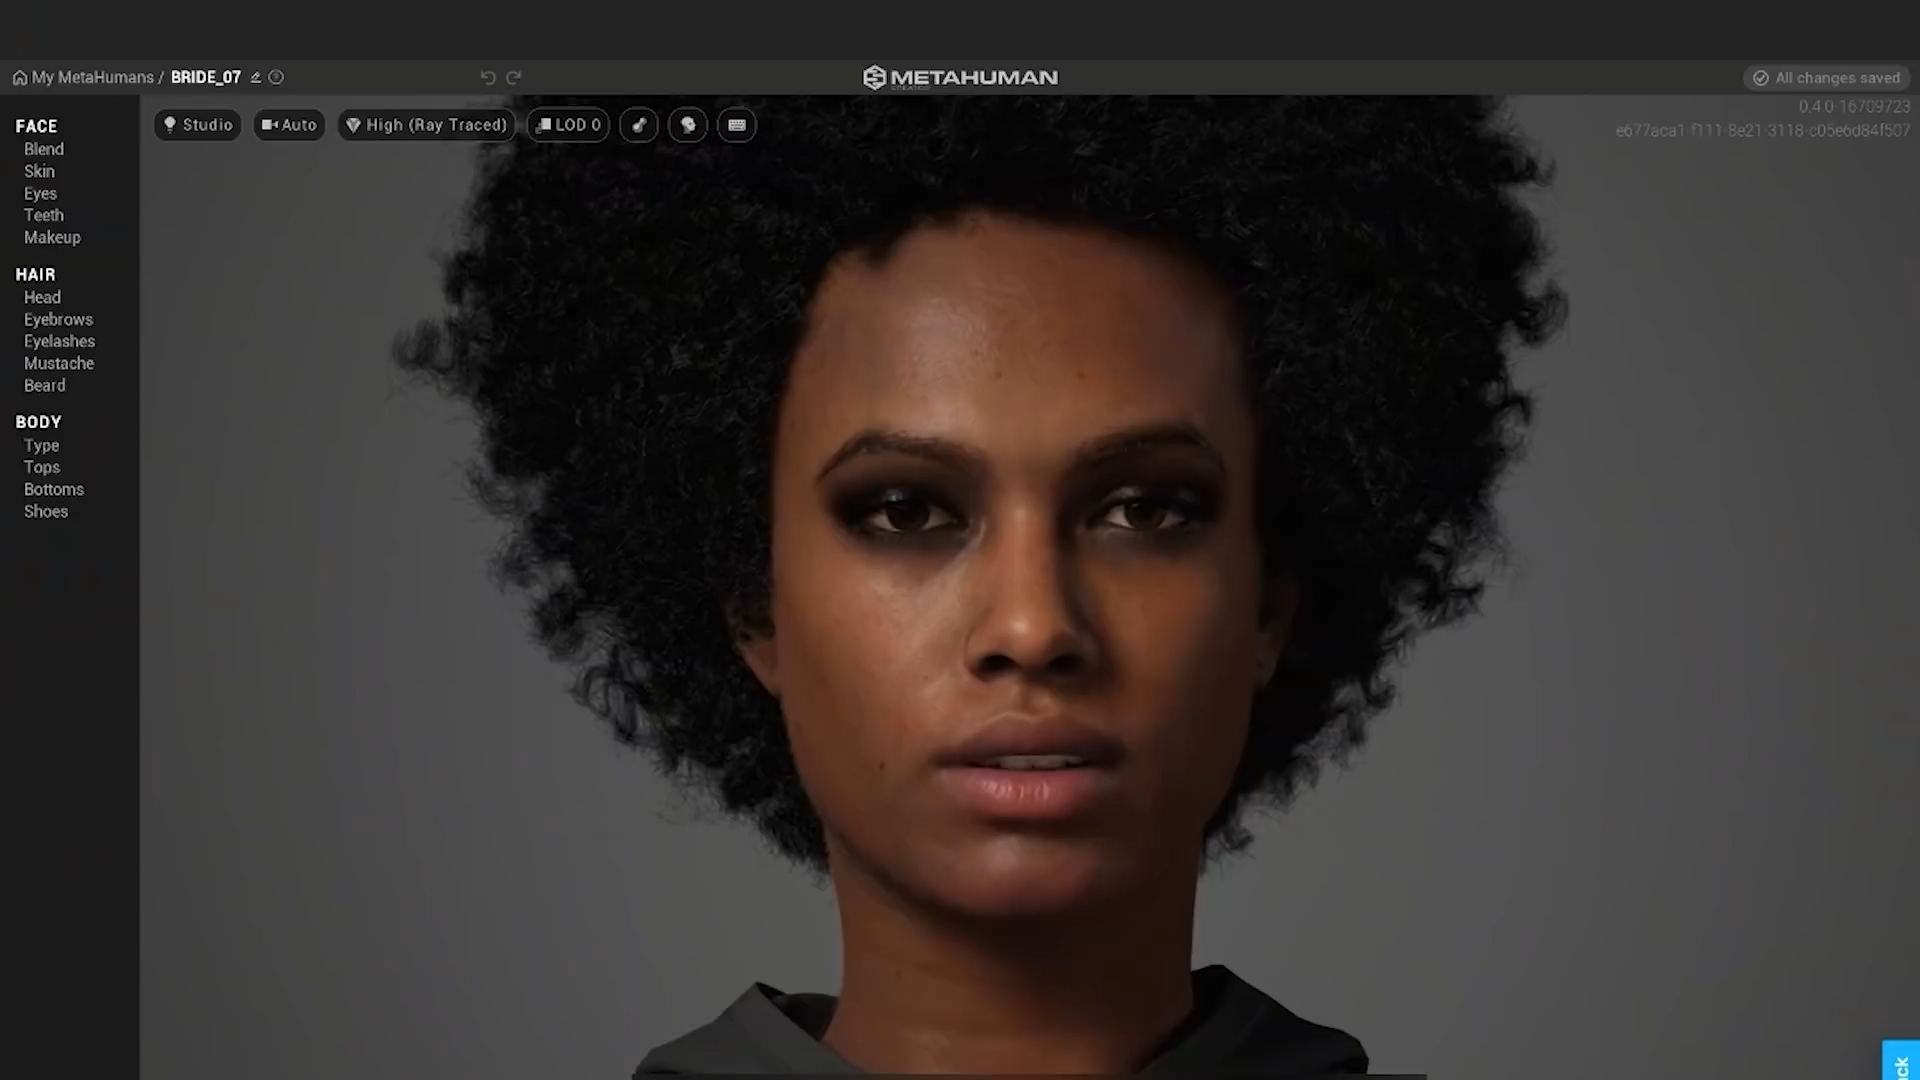 My MetaHumans / BRIDE_07
METAHUMAN
All changes saved
0.4.0-16709723
e677aca1-f111-8e21-3118-c05e6d84f507
Studio
Auto
High (Ray Traced)
LOD 0
FACE
Blend
Skin
Eyes
Teeth
Makeup
HAIR
Head
Eyebrows
Eyelashes
Mustache
Beard
BODY
Type
Tops
Bottoms
Shoes